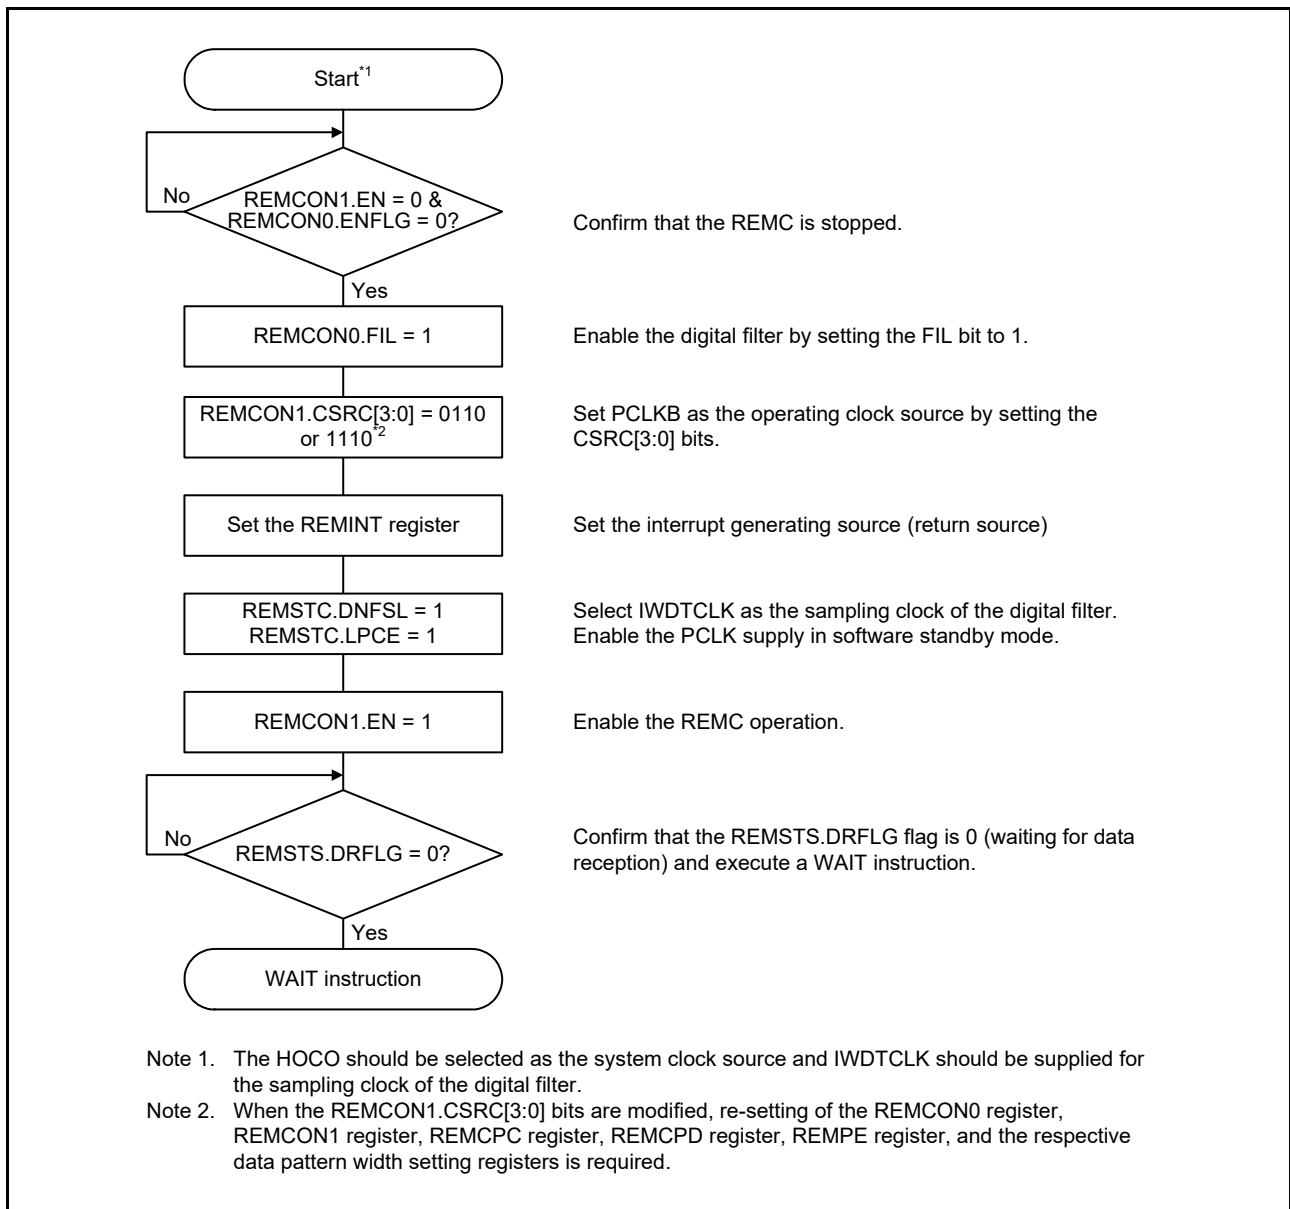 Start*1
No
REMCON1.EN = 0 &
REMCON0.ENFLG = 0?
Confirm that the REMC is stopped.
Yes
REMCON0.FIL = 1
Enable the digital filter by setting the FIL bit to 1.
REMCON1.CSRC[3:0] = 0110
or 1110*2
Set PCLKB as the operating clock source by setting the
CSRC[3:0] bits.
Set the REMINT register
Set the interrupt generating source (return source)
REMSTC.DNFSL = 1
REMSTC.LPCE = 1
Select IWDTCLK as the sampling clock of the digital filter.
Enable the PCLK supply in software standby mode.
REMCON1.EN = 1
Enable the REMC operation.
No
REMSTS.DRFLG = 0?
Confirm that the REMSTS.DRFLG flag is 0 (waiting for data
reception) and execute a WAIT instruction.
Yes
WAIT instruction
Note 1. The HOCO should be selected as the system clock source and IWDTCLK should be supplied for
the sampling clock of the digital filter.
Note 2. When the REMCON1.CSRC[3:0] bits are modified, re-setting of the REMCON0 register,
REMCON1 register, REMCPC register, REMCPD register, REMPE register, and the respective
data pattern width setting registers is required.